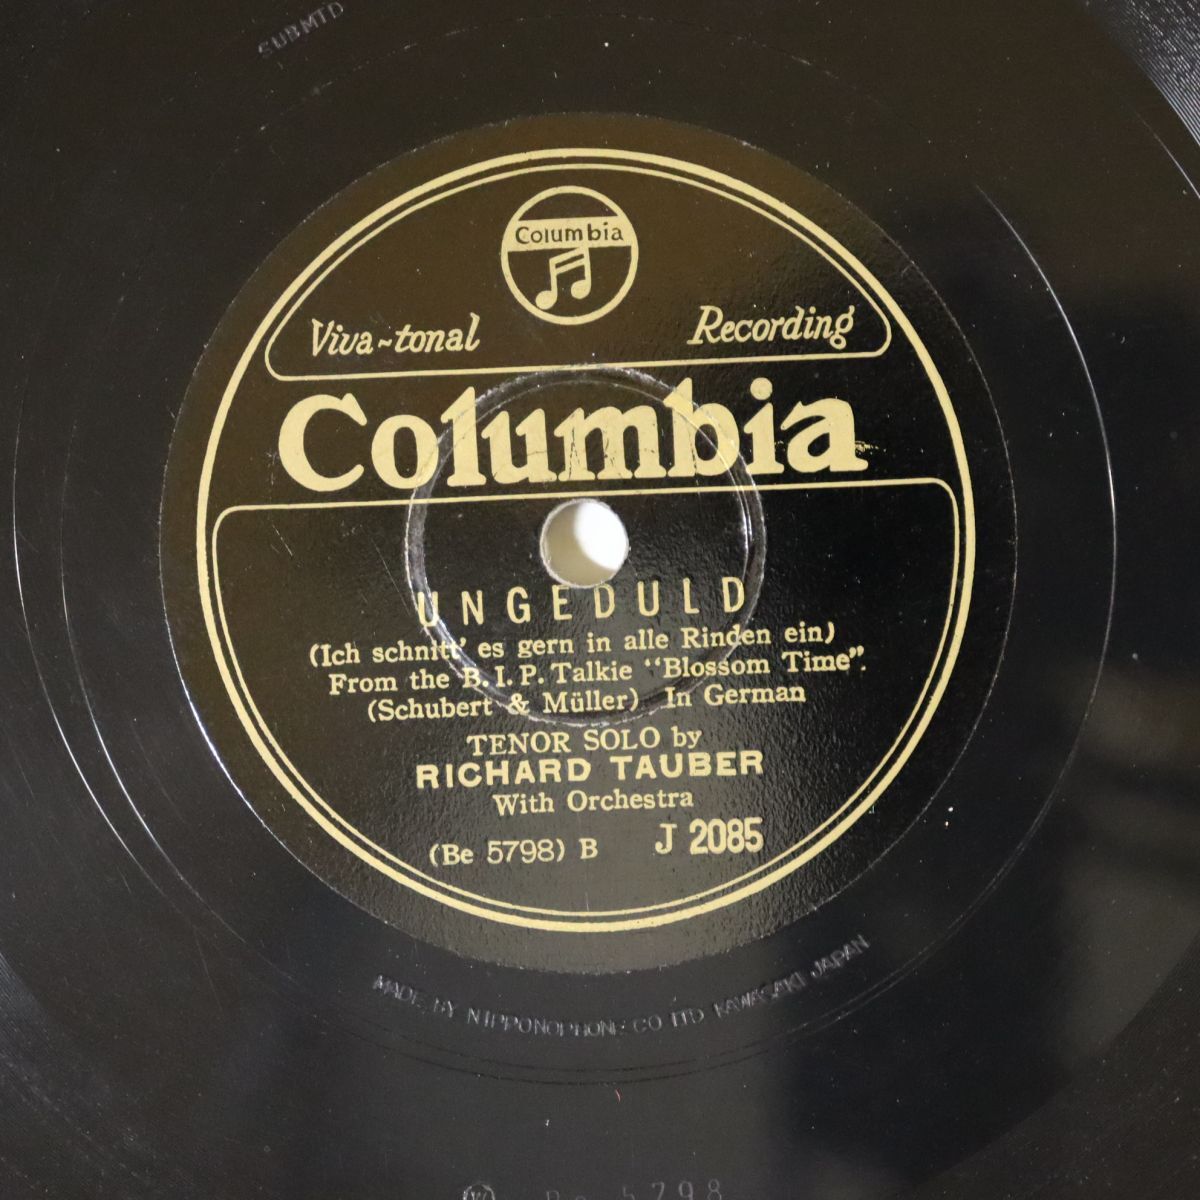 SUBMTD
Columbia
Viva-tonal Recording
Columbia
UNGEDULD
(Ich schnitt' es gern in alle Rinden ein)
From the B.I.P. Talkie "Blossom Time".
(Schubert & Müller) In German
TENOR SOLO by
RICHARD TAUBER
With Orchestra
(Be 5798) B J 2085
MADE BY NIPPONOPHONE CO LTD KAWASAKI JAPAN
W Be 5798